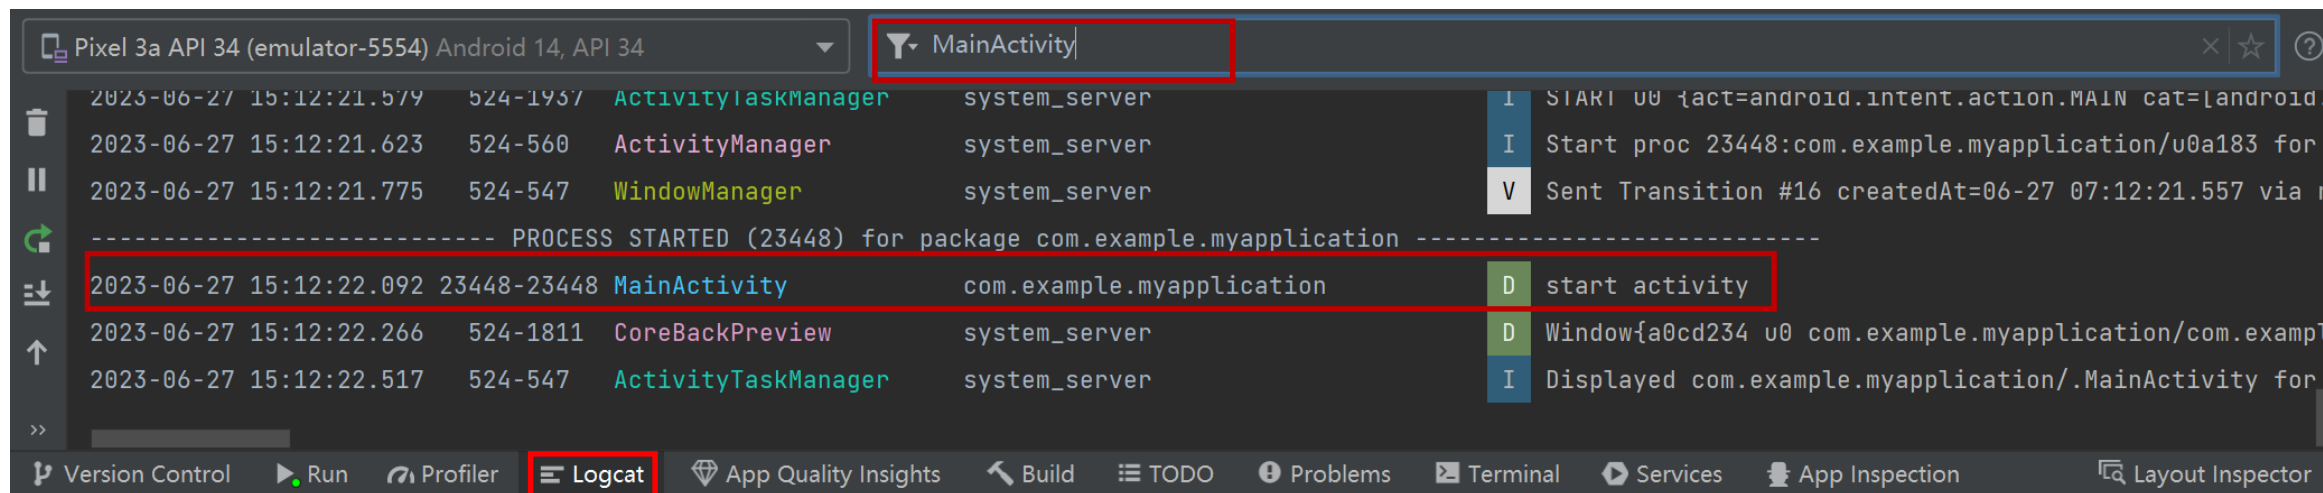 Pixel 3a API 34 (emulator-5554) Android 14, API 34 MainActivity
2023-06-27 15:12:21.579 524-1937 ActivityTaskManager system_server I START u0 {act=android.intent.action.MAIN cat=[android.
2023-06-27 15:12:21.623 524-560 ActivityManager system_server I Start proc 23448:com.example.myapplication/u0a183 for
2023-06-27 15:12:21.775 524-547 WindowManager system_server V Sent Transition #16 createdAt=06-27 07:12:21.557 via
---------------------------- PROCESS STARTED (23448) for package com.example.myapplication ----------------------------
2023-06-27 15:12:22.092 23448-23448 MainActivity com.example.myapplication D start activity
2023-06-27 15:12:22.266 524-1811 CoreBackPreview system_server D Window{a0cd234 u0 com.example.myapplication/com.exampl
2023-06-27 15:12:22.517 524-547 ActivityTaskManager system_server I Displayed com.example.myapplication/.MainActivity for
Version Control Run Profiler Logcat App Quality Insights Build TODO Problems Terminal Services App Inspection Layout Inspector